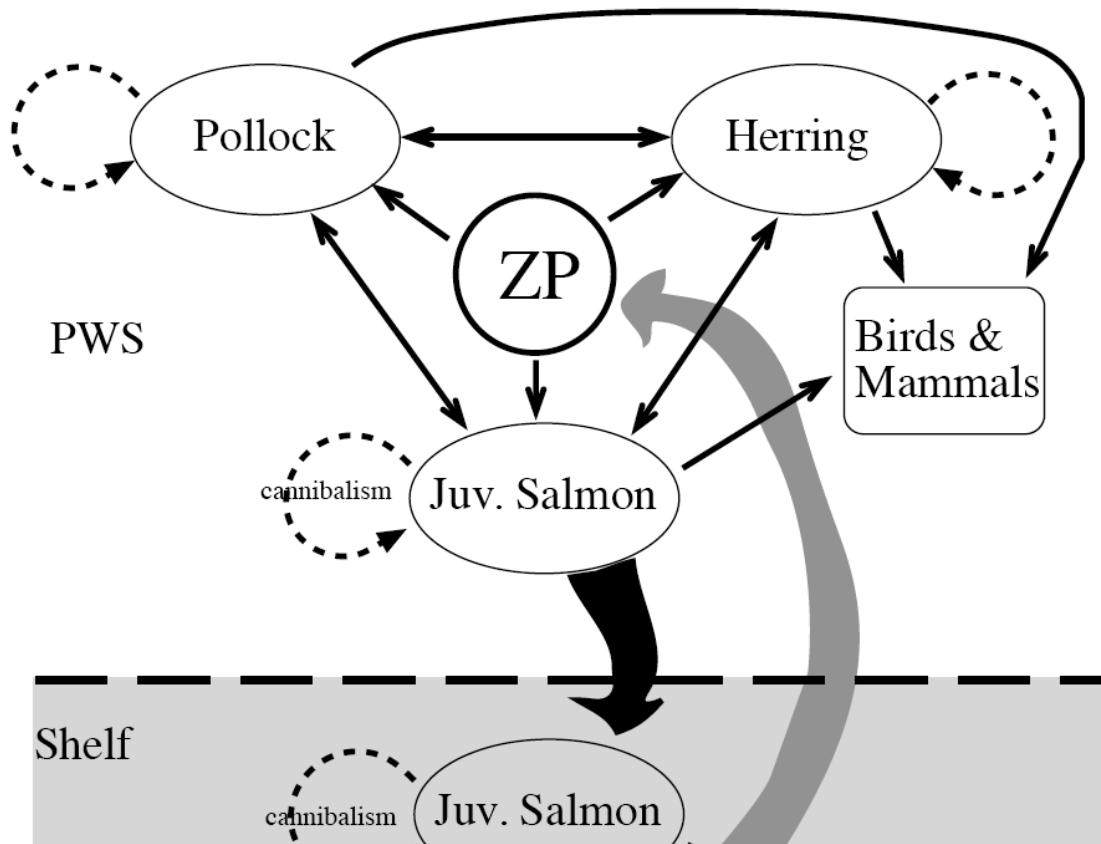 Pollock
Herring
ZP
PWS
Birds &
Mammals
cannibalism
Juv. Salmon
Shelf
cannibalism
Juv. Salmon